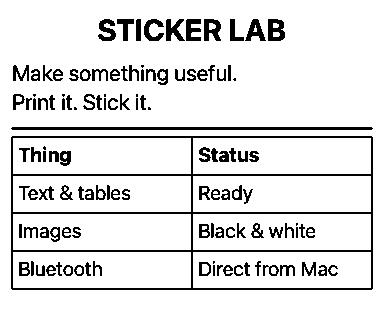 STICKER LAB
Make something useful.
Print it. Stick it.
Thing Status
Text & tables Ready
Images Black & white
Bluetooth Direct from Mac